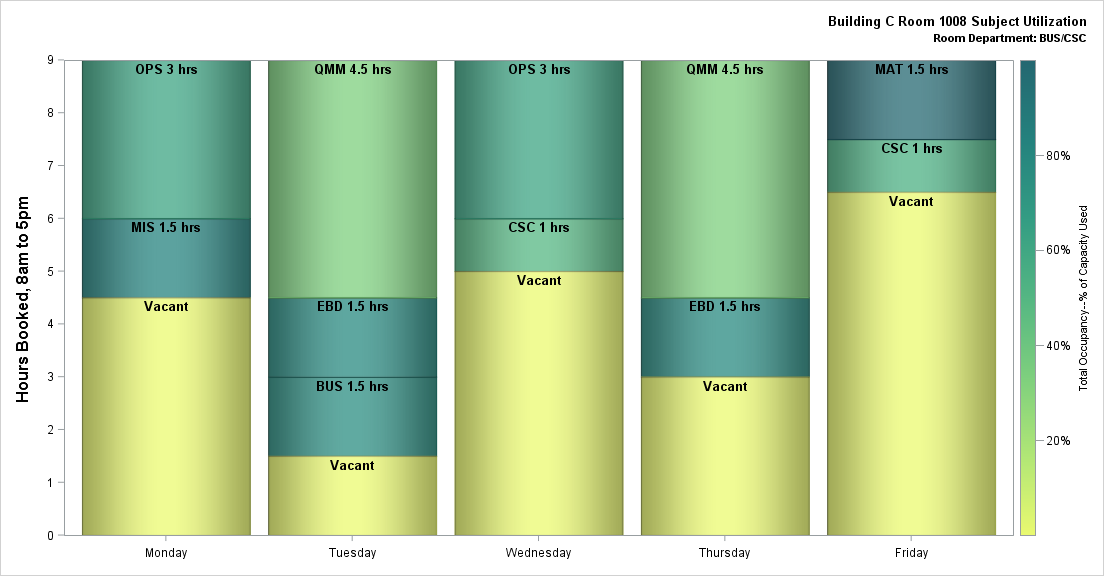 Building C Room 1008 Subject Utilization
Room Department: BUS/CSC
Hours Booked, 8am to 5pm
9
8
7
6
5
4
3
2
1
0
OPS 3 hrs
MIS 1.5 hrs
Vacant
QMM 4.5 hrs
EBD 1.5 hrs
BUS 1.5 hrs
Vacant
OPS 3 hrs
CSC 1 hrs
Vacant
QMM 4.5 hrs
EBD 1.5 hrs
Vacant
MAT 1.5 hrs
CSC 1 hrs
Vacant
Monday
Tuesday
Wednesday
Thursday
Friday
80%
60%
40%
20%
Total Occupancy--% of Capacity Used